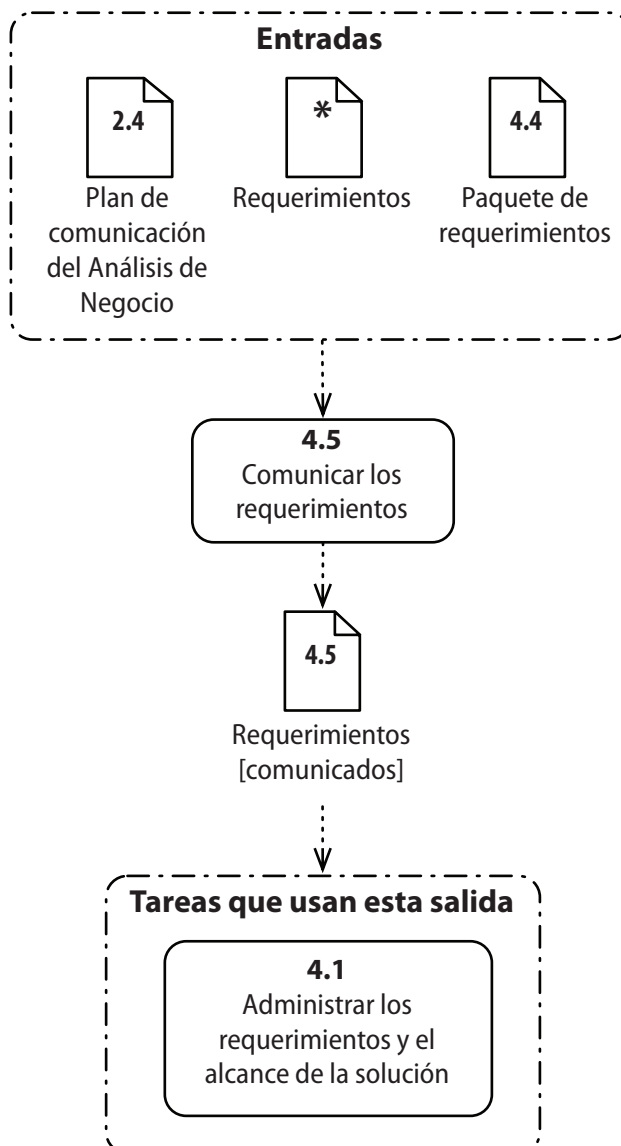 Entradas
2.4
*
4.4
Plan de
comunicación
del Análisis de
Negocio
Requerimientos
Paquete de
requerimientos
4.5
Comunicar los
requerimientos
4.5
Requerimientos
[comunicados]
Tareas que usan esta salida
4.1
Administrar los
requerimientos y el
alcance de la solución